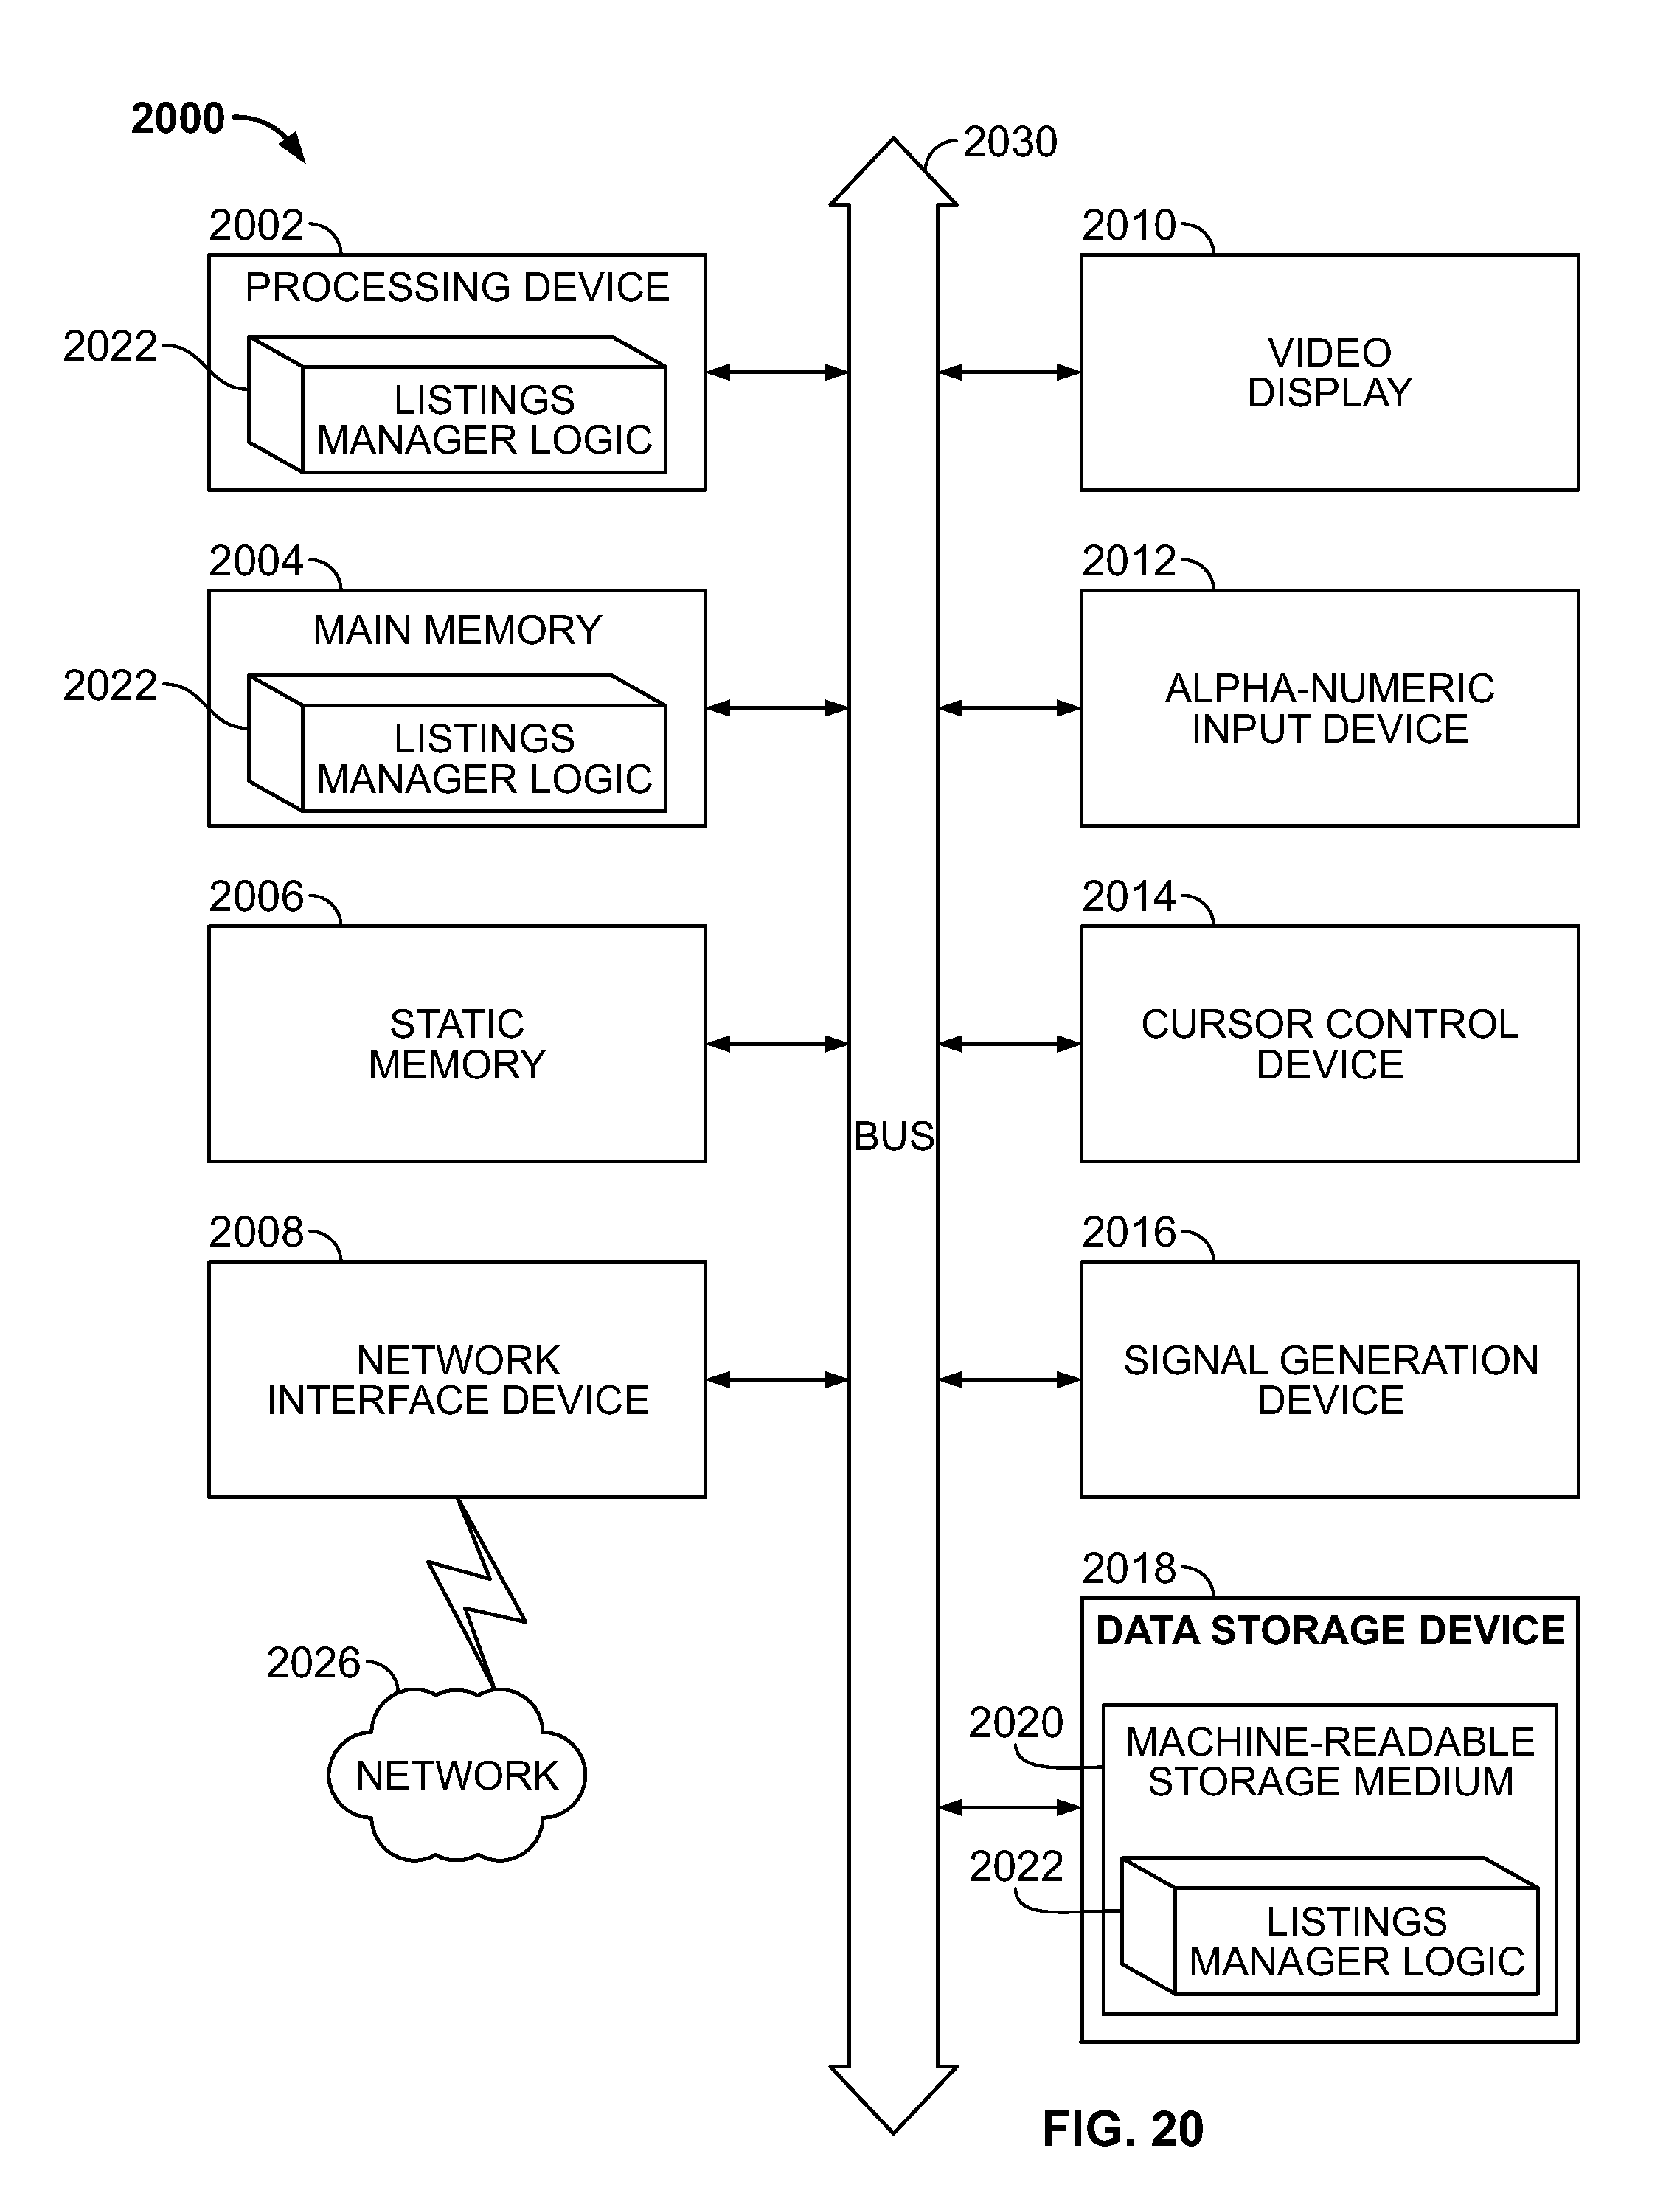 2000
2030
2002
PROCESSING DEVICE
2022
LISTINGS
MANAGER LOGIC
2010
VIDEO
DISPLAY
2004
MAIN MEMORY
2022
LISTINGS
MANAGER LOGIC
2012
ALPHA-NUMERIC
INPUT DEVICE
2006
STATIC
MEMORY
2014
CURSOR CONTROL
DEVICE
BUS
2008
NETWORK
INTERFACE DEVICE
2016
SIGNAL GENERATION
DEVICE
2026
NETWORK
2018
DATA STORAGE DEVICE
2020
MACHINE-READABLE
STORAGE MEDIUM
2022
LISTINGS
MANAGER LOGIC
FIG. 20